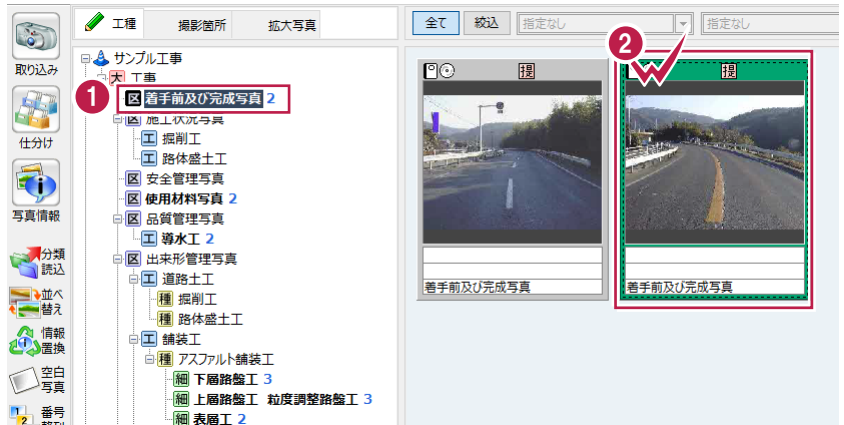 取り込み
仕分け
写真情報
分類
読込
並べ
替え
情報
置換
空白
写真
番号
工種
撮影箇所
拡大写真
サンプル工事
大 工事
1
区 着手前及び完成写真 2
区 施工状況写真
工 掘削工
工 路体盛土工
区 安全管理写真
区 使用材料写真 2
区 品質管理写真
工 導水工 2
区 出来形管理写真
工 道路土工
種 掘削工
種 路体盛土工
工 舗装工
種 アスファルト舗装工
細 下層路盤工 3
細 上層路盤工 粒度調整路盤工 3
細 表層工 2
全て
絞込
指定なし
指定なし
2
提
着手前及び完成写真
提
着手前及び完成写真